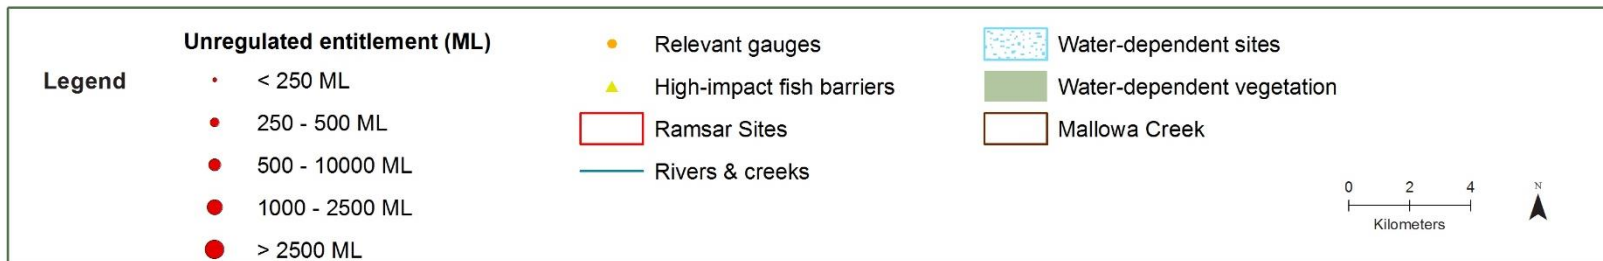 Legend
Unregulated entitlement (ML)
< 250 ML
250 - 500 ML
500 - 10000 ML
1000 - 2500 ML
> 2500 ML
Relevant gauges
High-impact fish barriers
Ramsar Sites
Rivers & creeks
Water-dependent sites
Water-dependent vegetation
Mallowa Creek
0 2 4
Kilometers
N